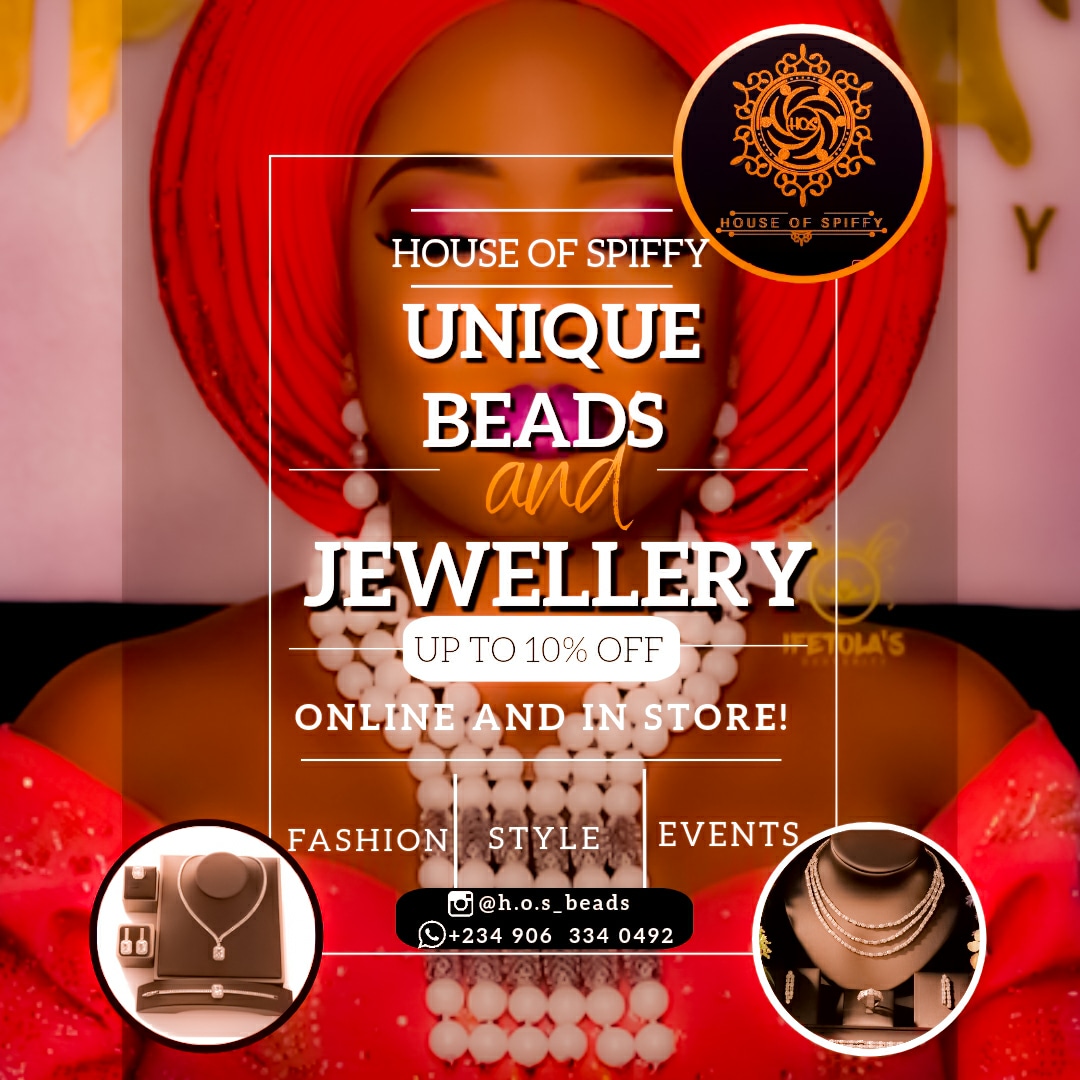 H.O.S
HOUSE OF SPIFFY
HOUSE OF SPIFFY
UNIQUE
BEADS
and
JEWELLERY
UP TO 10% OFF
ONLINE AND IN STORE!
FASHION STYLE EVENTS
@h.o.s_beads
+234 906 334 0492
Y
IFETOLA'S